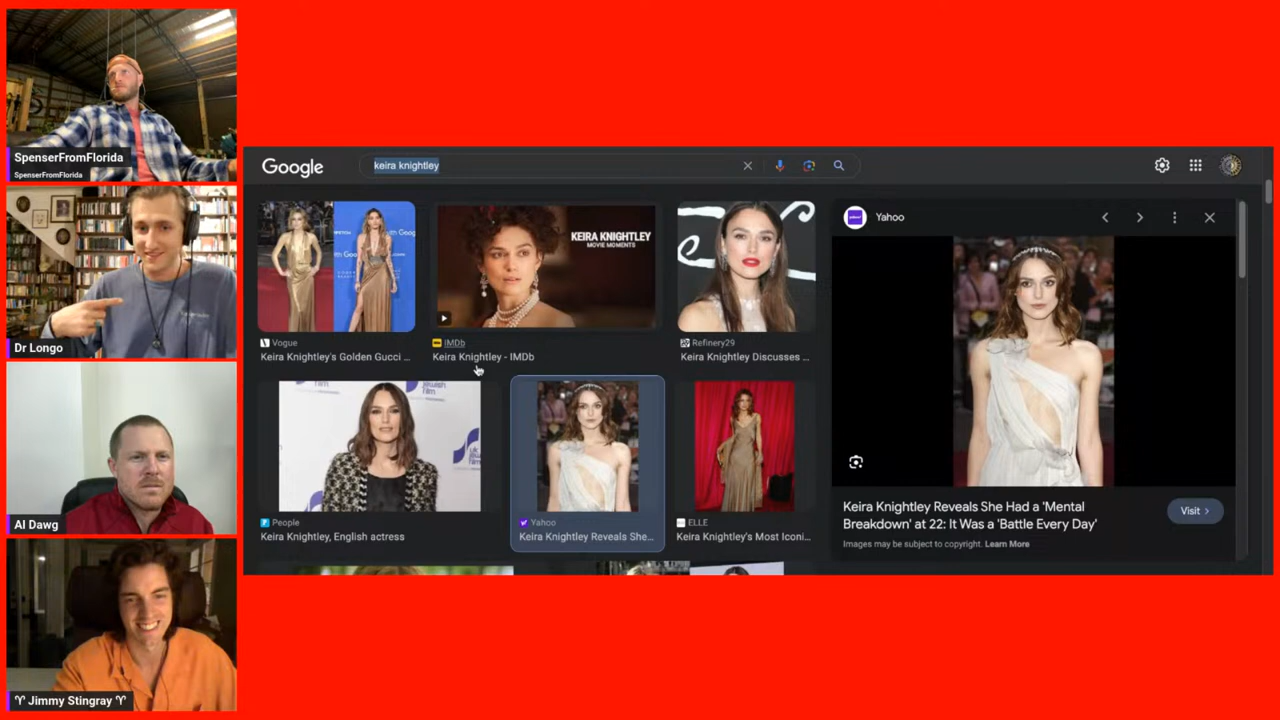 SpenserFromFlorida
SpenserFromFlorida
Dr Longo
Al Dawg
♈ Jimmy Stingray ♈
Google
keira knightley
Vogue
Keira Knightley's Golden Gucci ...
KEIRA KNIGHTLEY
MOVIE MOMENTS
IMDb
Keira Knightley - IMDb
Refinery29
Keira Knightley Discusses ...
People
Keira Knightley, English actress
Yahoo
Keira Knightley Reveals She...
ELLE
Keira Knightley's Most Iconi...
Yahoo
Keira Knightley Reveals She Had a 'Mental
Breakdown' at 22: It Was a 'Battle Every Day'
Visit
Images may be subject to copyright. Learn More